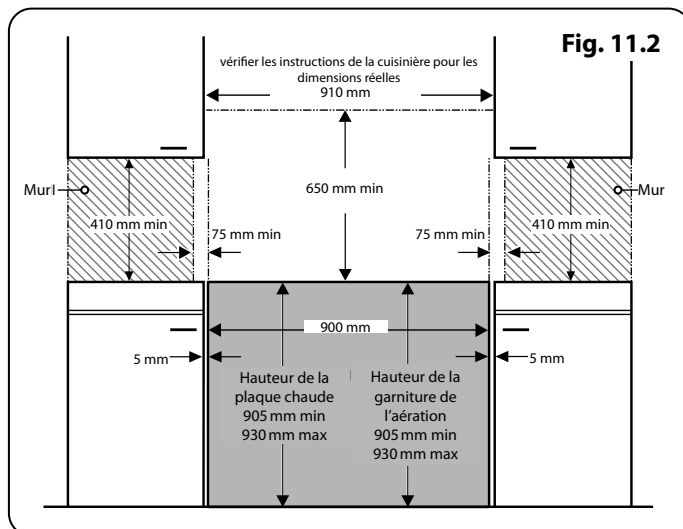 Fig. 11.2
vérifier les instructions de la cuisinière pour les
dimensions réelles
910 mm
650 mm min
Murl
Mur
410 mm min
410 mm min
75 mm min
75 mm min
900 mm
5 mm
5 mm
Hauteur de la
plaque chaude
905 mm min
930 mm max
Hauteur de la
garniture de
l’aération
905 mm min
930 mm max